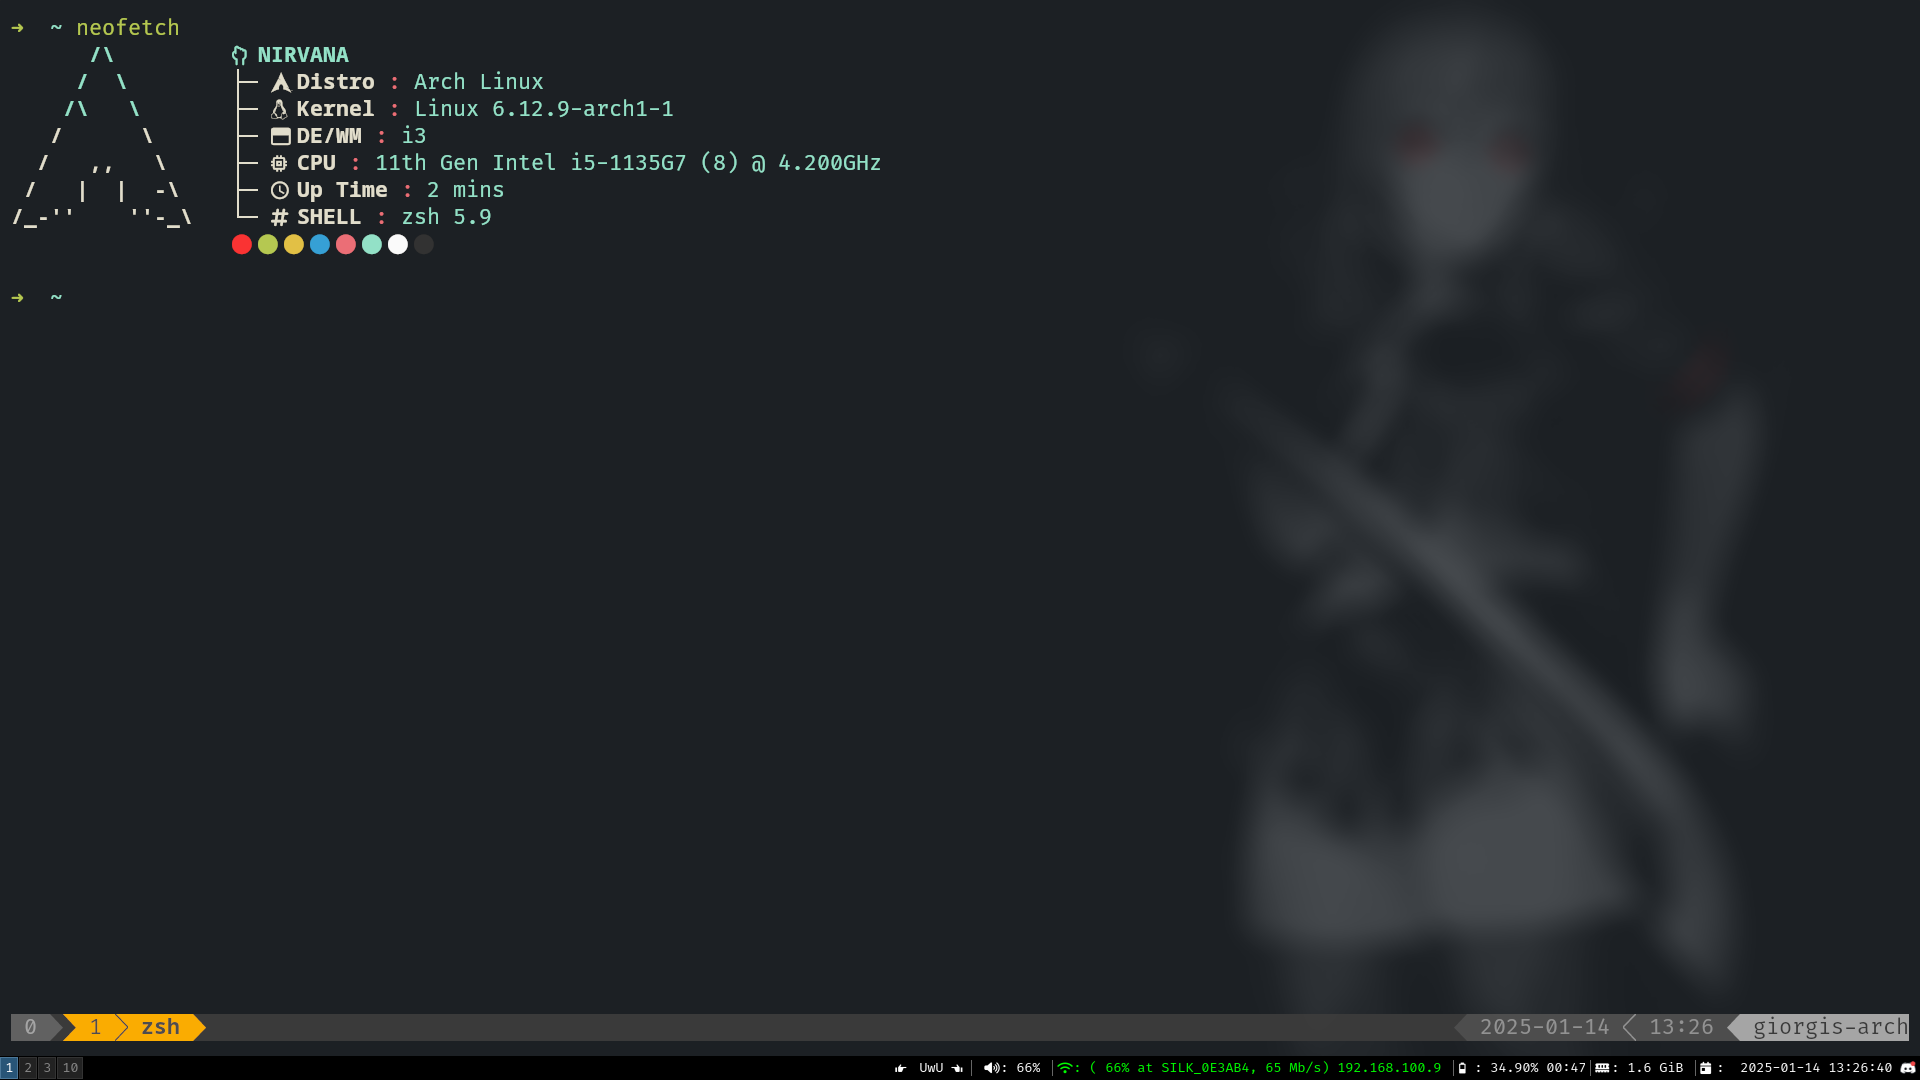 ➜  ~ neofetch
NIRVANA
Distro : Arch Linux
Kernel : Linux 6.12.9-arch1-1
DE/WM : i3
CPU : 11th Gen Intel i5-1135G7 (8) @ 4.200GHz
Up Time : 2 mins
SHELL : zsh 5.9
➜  ~
0 1 zsh 2025-01-14 13:26 giorgis-arch
1 2 3 10 UwU | : 66% | : ( 66% at SILK_0E3AB4, 65 Mb/s) 192.168.100.9 | : 34.90% 00:47 | : 1.6 GiB | : 2025-01-14 13:26:40